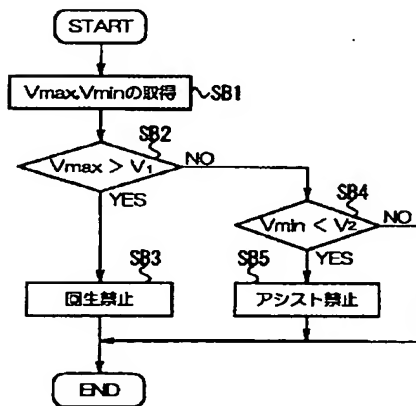 START
Vmax,Vminの取得
SB1
SB2
Vmax > V1
NO
YES
SB4
Vmin < V2
NO
YES
SB3
回生禁止
SB5
アシスト禁止
END